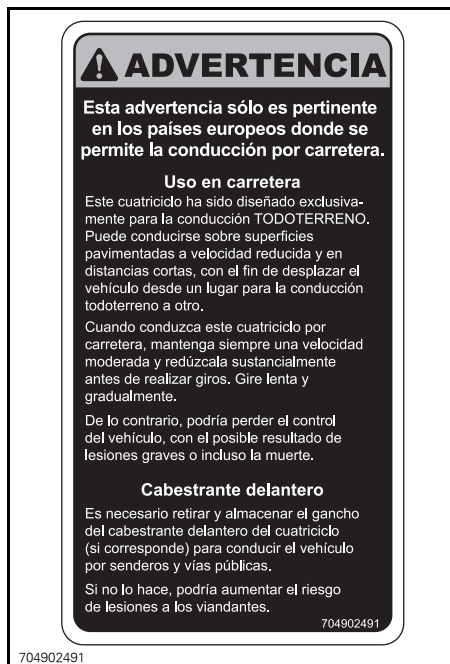 ADVERTENCIA
Esta advertencia sólo es pertinente
en los países europeos donde se
permite la conducción por carretera.
Uso en carretera
Este cuatriciclo ha sido diseñado exclusiva-
mente para la conducción TODOTERRENO.
Puede conducirse sobre superficies
pavimentadas a velocidad reducida y en
distancias cortas, con el fin de desplazar el
vehículo desde un lugar para la conducción
todoterreno a otro.
Cuando conduzca este cuatriciclo por
carretera, mantenga siempre una velocidad
moderada y redúzcala sustancialmente
antes de realizar giros. Gire lenta y
gradualmente.
De lo contrario, podría perder el control
del vehículo, con el posible resultado de
lesiones graves o incluso la muerte.
Cabestrante delantero
Es necesario retirar y almacenar el gancho
del cabestrante delantero del cuatriciclo
(si corresponde) para conducir el vehículo
por senderos y vías públicas.
Si no lo hace, podría aumentar el riesgo
de lesiones a los viandantes.
704902491
704902491